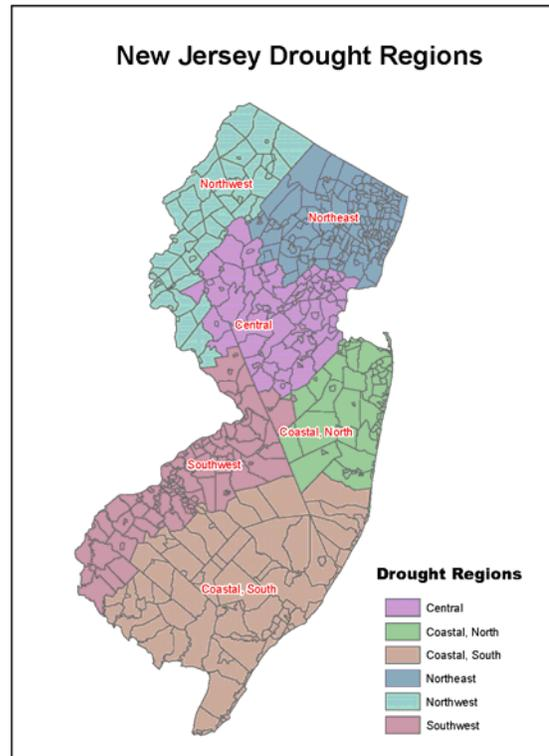 New Jersey Drought Regions
Northwest
Northeast
Central
Coastal, North
Southwest
Coastal, South
Drought Regions
Central
Coastal, North
Coastal, South
Northeast
Northwest
Southwest